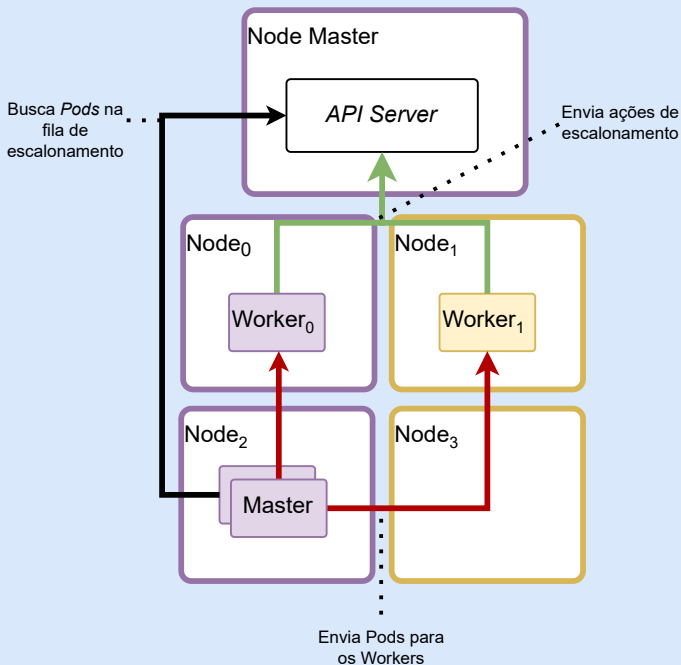 Node Master
API Server
Busca Pods na
fila de
escalonamento
Envia ações de
escalonamento
Node0
Node1
Worker0
Worker1
Node2
Node3
Master
Envia Pods para
os Workers